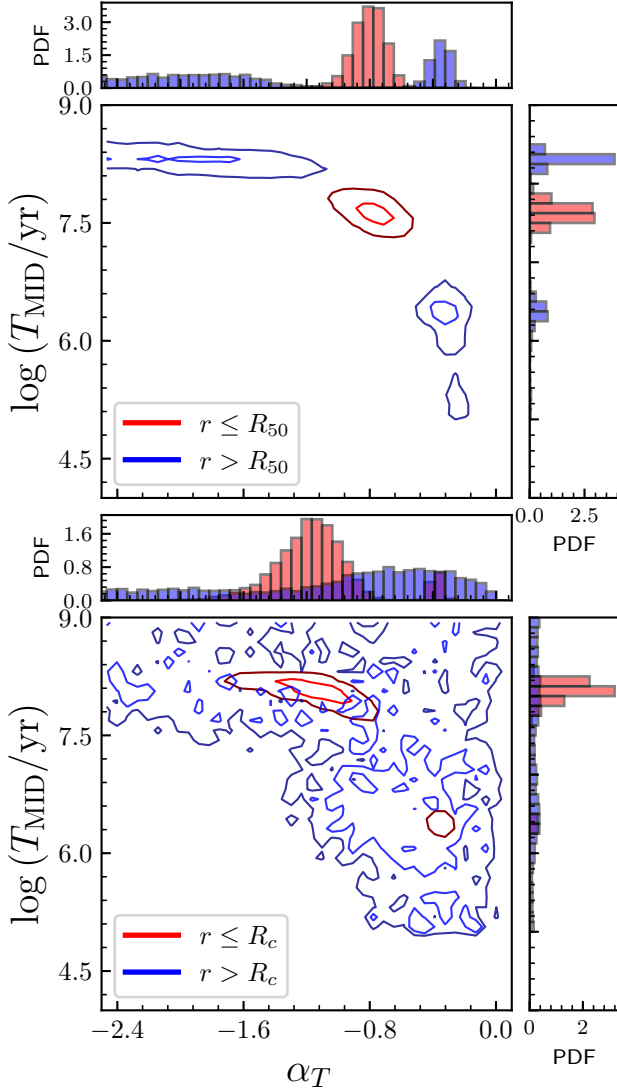 3.0
1.5
0.0
PDF
9.0
7.5
6.0
4.5
log (T_MID/yr)
r ≤ R_50
r > R_50
0.0 2.5
PDF
1.6
0.8
0.0
PDF
9.0
7.5
6.0
4.5
log (T_MID/yr)
r ≤ R_c
r > R_c
−2.4 −1.6 −0.8 0.0
α_T
0 2
PDF